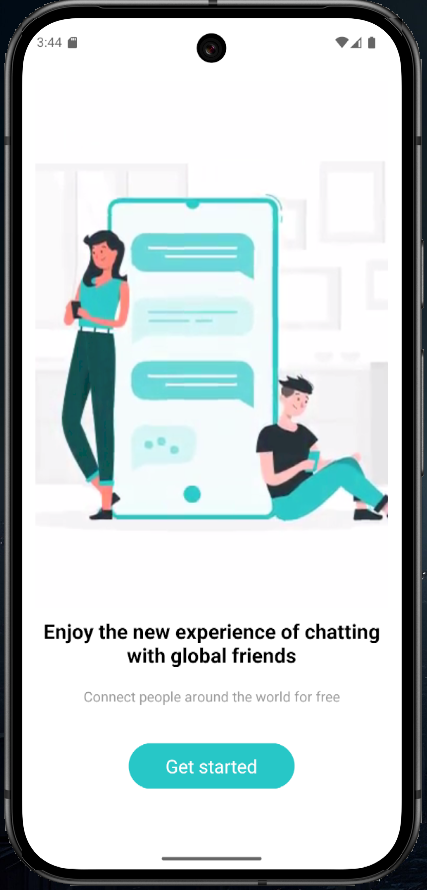 3:44
Enjoy the new experience of chatting
with global friends
Connect people around the world for free
Get started